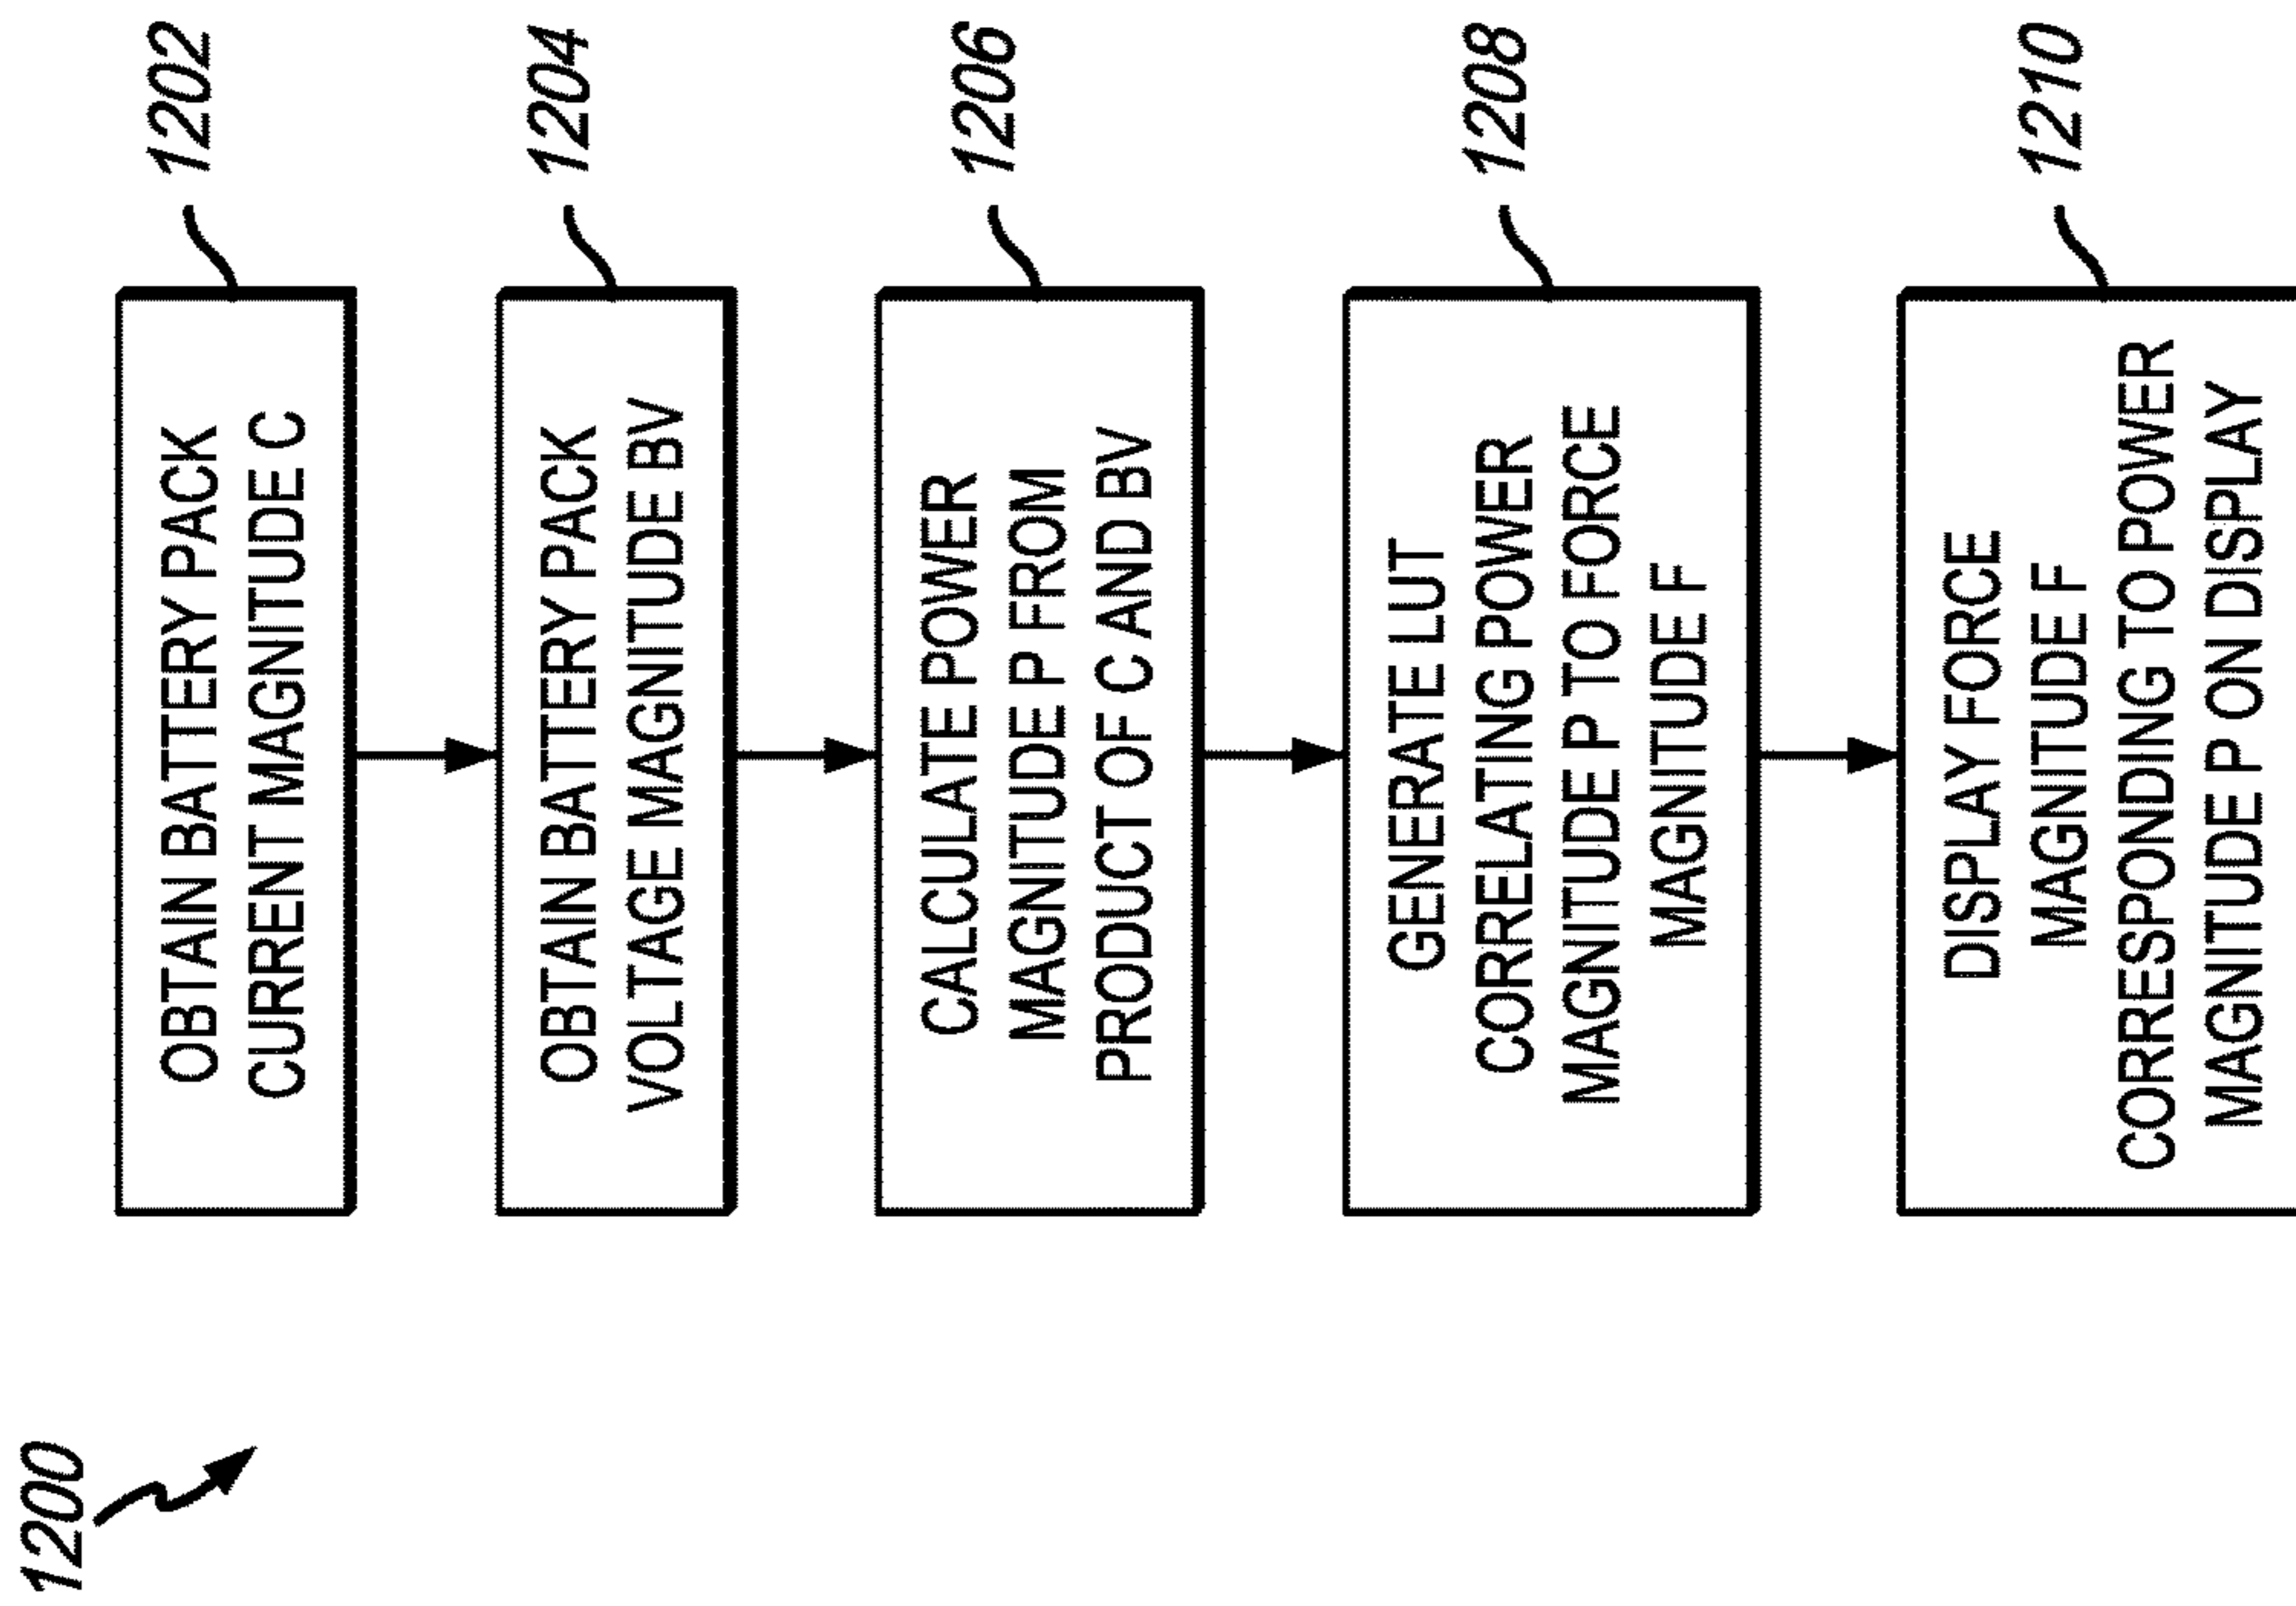 1200
OBTAIN BATTERY PACK
CURRENT MAGNITUDE C
1202
OBTAIN BATTERY PACK
VOLTAGE MAGNITUDE BV
1204
CALCULATE POWER
MAGNITUDE P FROM
PRODUCT OF C AND BV
1206
GENERATE LUT
CORRELATING POWER
MAGNITUDE P TO FORCE
MAGNITUDE F
1208
DISPLAY FORCE
MAGNITUDE F
CORRESPONDING TO POWER
MAGNITUDE P ON DISPLAY
1210